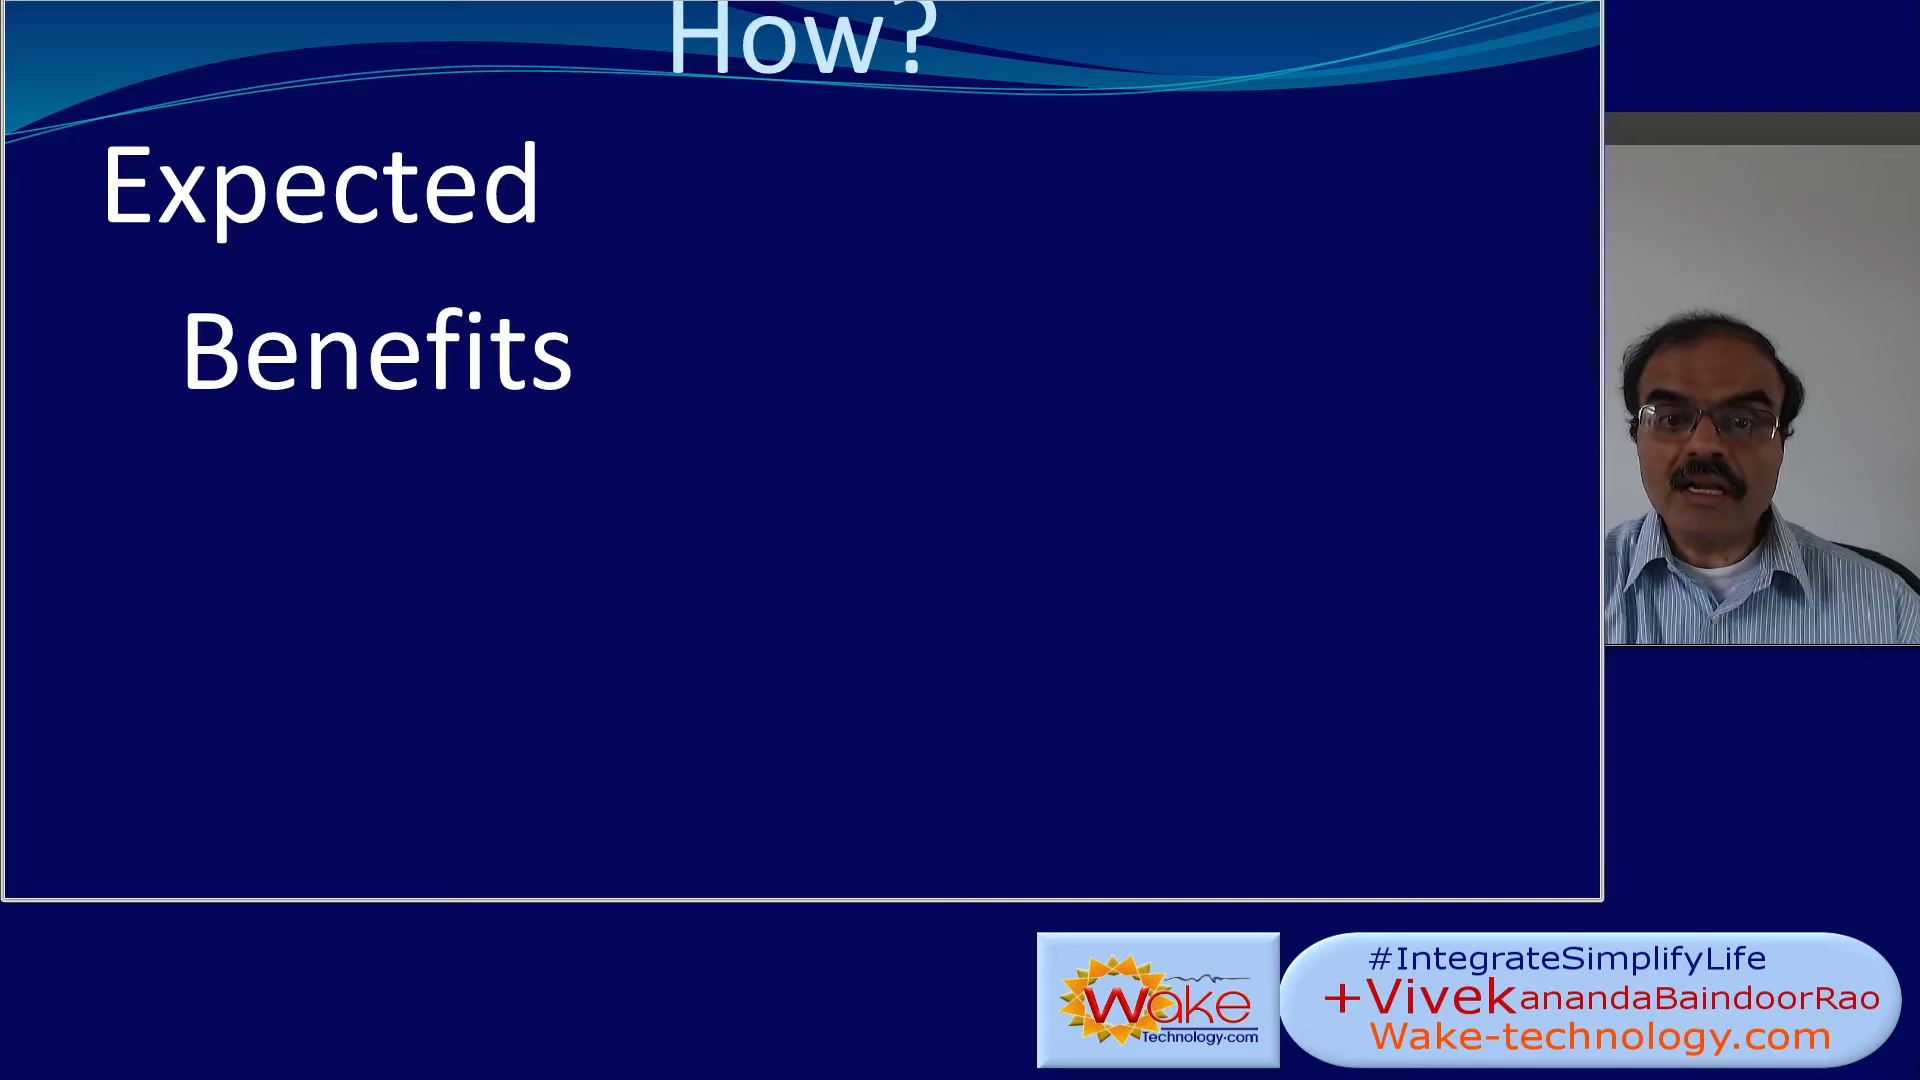 How?
Expected
Benefits
Wake
Technology.com
#IntegrateSimplifyLife
+VivekanandaBaindoorRao
Wake-technology.com